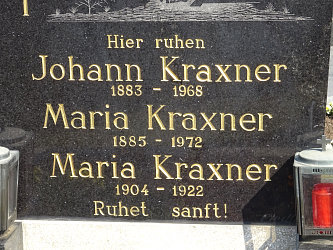 Hier ruhen
Johann Kraxner
1883 - 1968
Maria Kraxner
1885 - 1972
Maria Kraxner
1904 - 1922
Ruhet sanft!